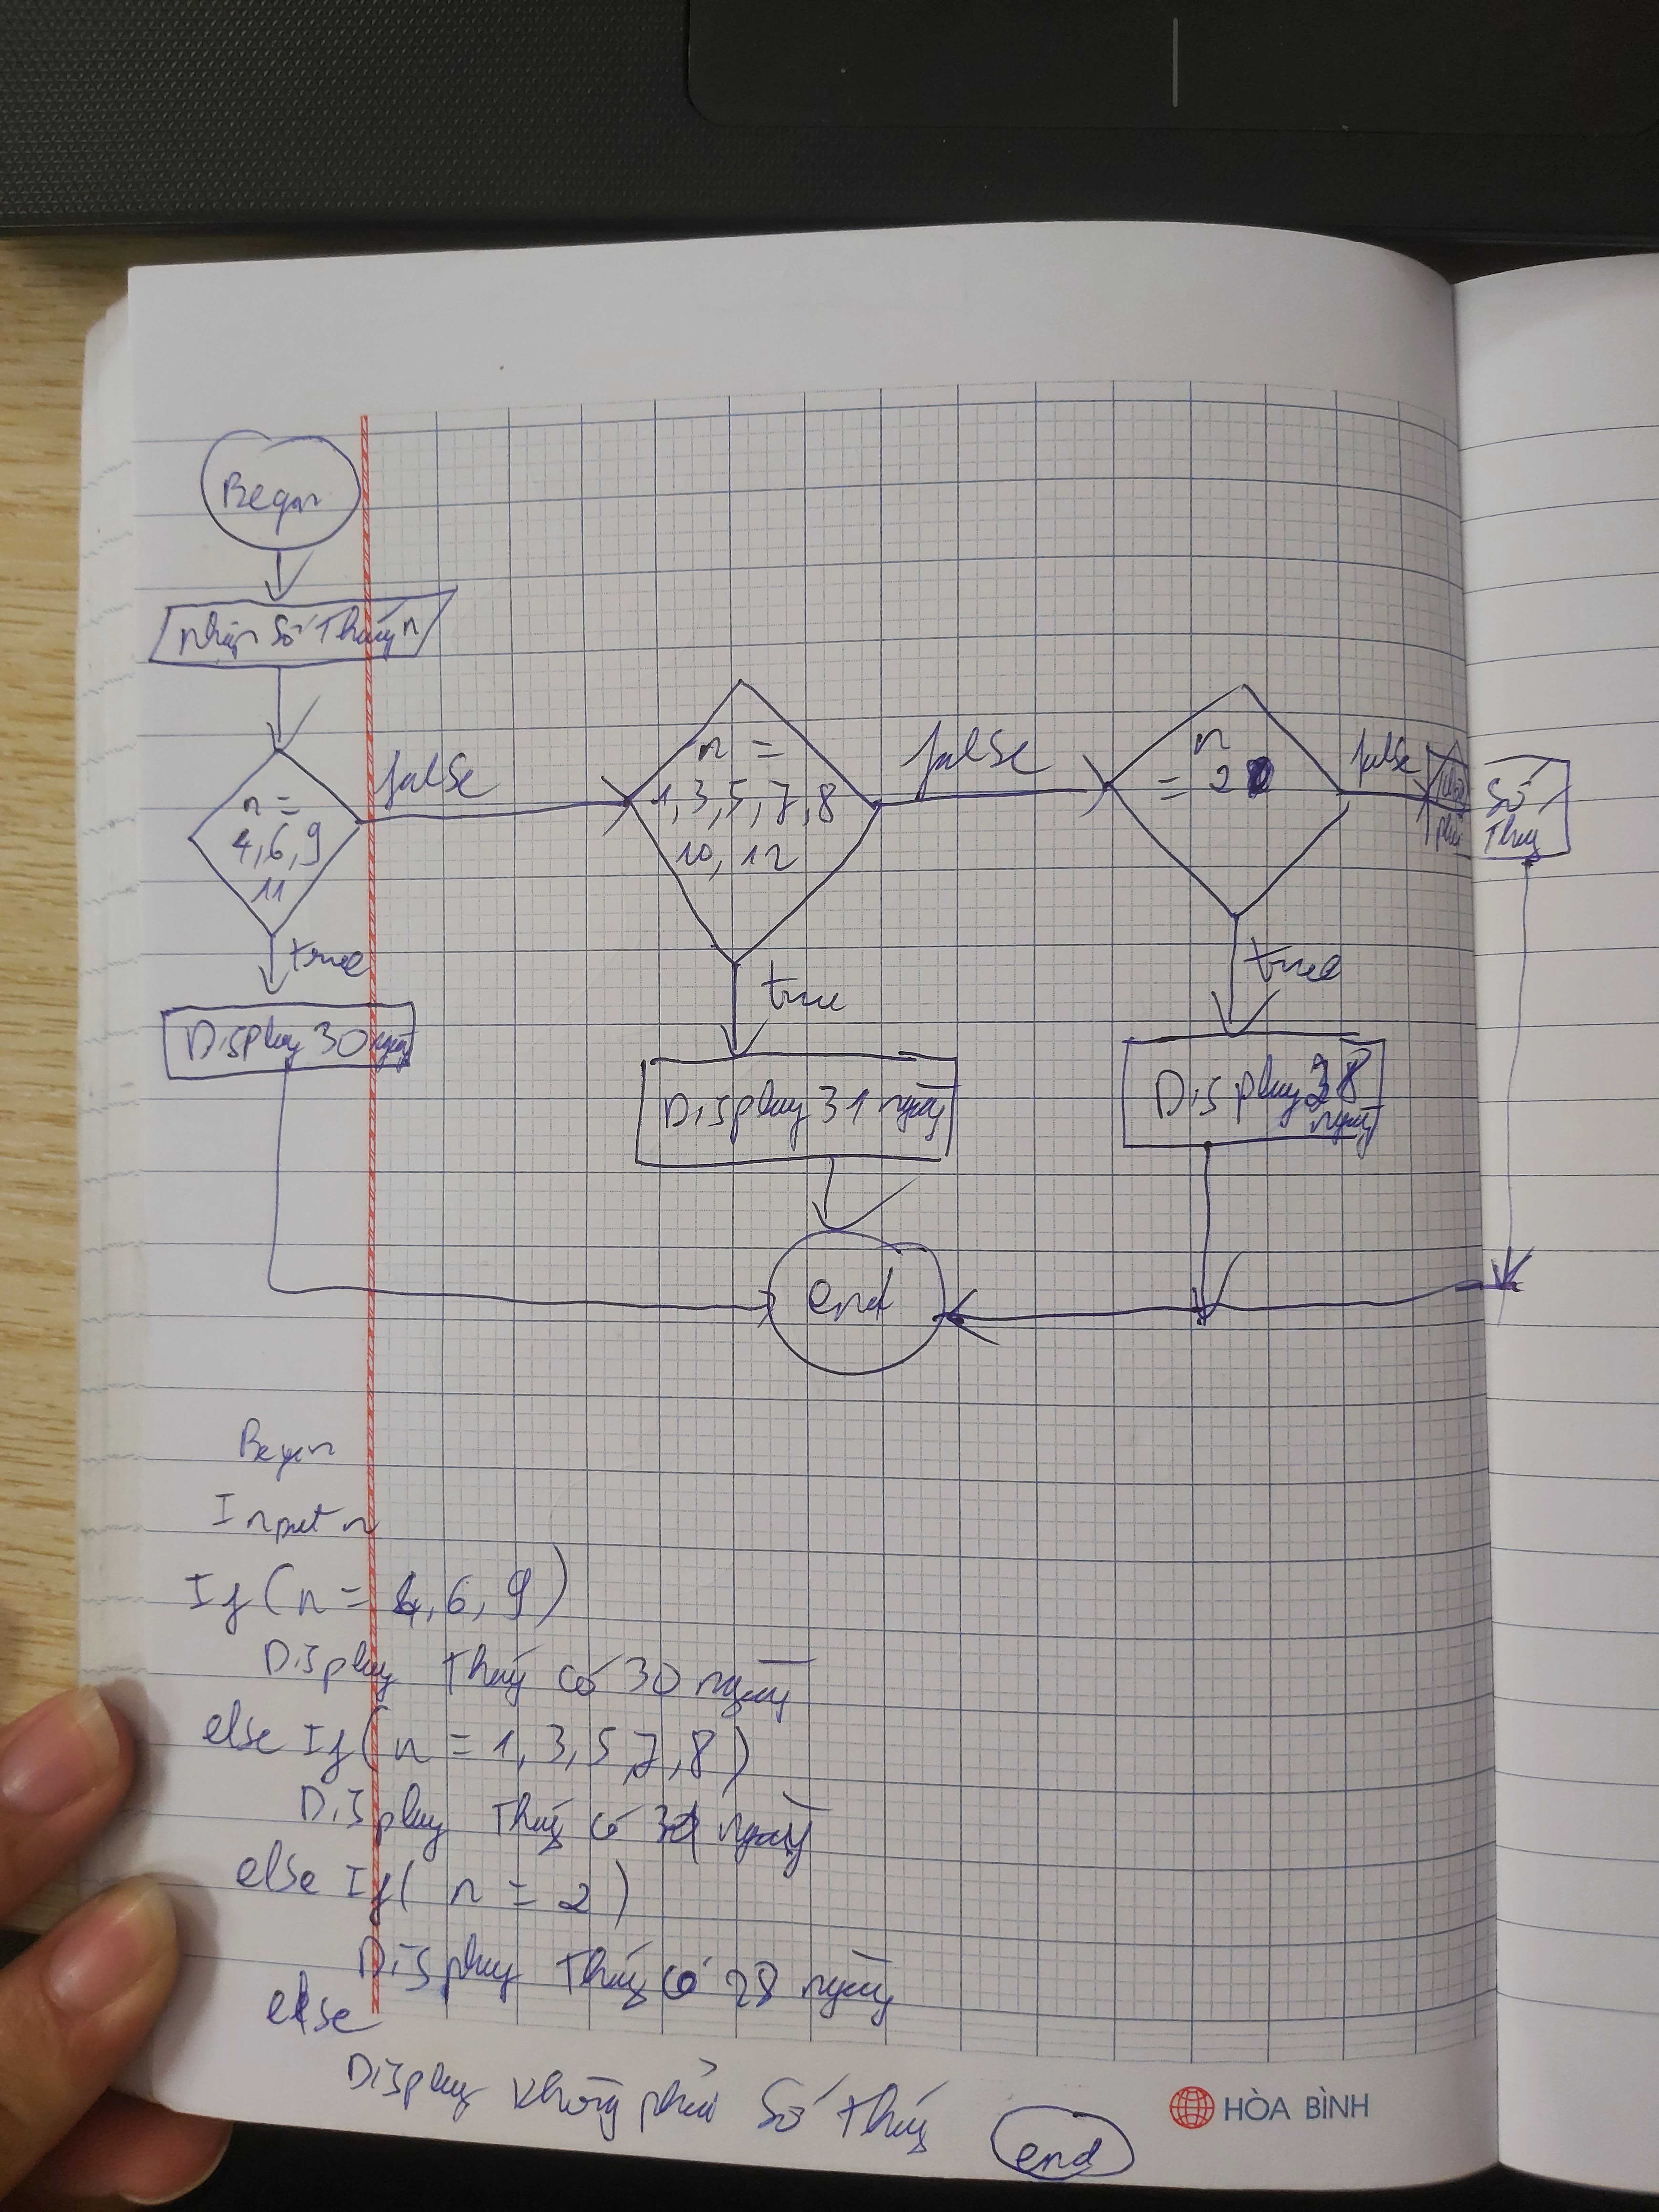 Began
nhập số Tháng n
n =
4, 6, 9
11
false
n =
1, 3, 5, 7, 8
10, 12
false
n
= 2
false
phải
Số
Tháng
true
Display 30 ngày
true
Display 31 ngày
true
Display 28
ngày
end
Began
Input n
If (n = 4, 6, 9)
Display Tháng có 30 ngày
else If (n = 1, 3, 5, 7, 8)
Display Tháng có 31 ngày
else If ( n = 2 )
Display Tháng có 28 ngày
else
Display không phải Số tháng
end
HÒA BÌNH